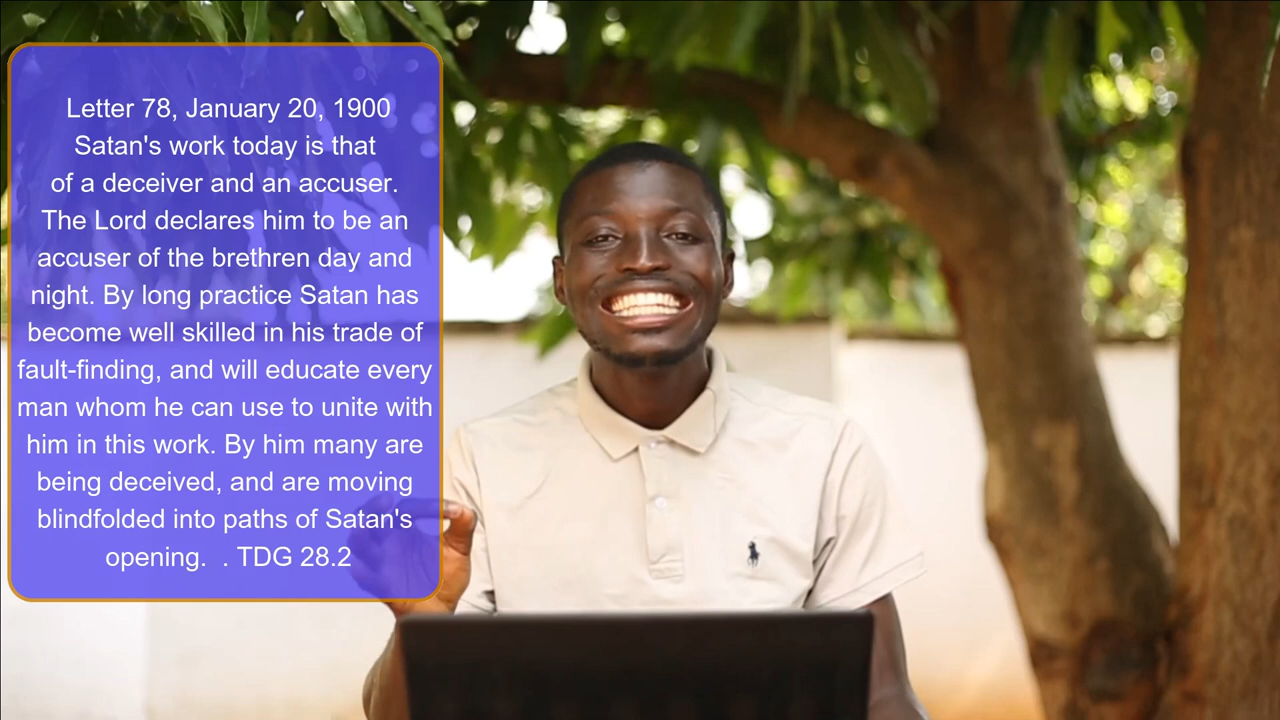 Letter 78, January 20, 1900
Satan's work today is that
of a deceiver and an accuser.
The Lord declares him to be an
accuser of the brethren day and
night. By long practice Satan has
become well skilled in his trade of
fault-finding, and will educate every
man whom he can use to unite with
him in this work. By him many are
being deceived, and are moving
blindfolded into paths of Satan's
opening.  . TDG 28.2